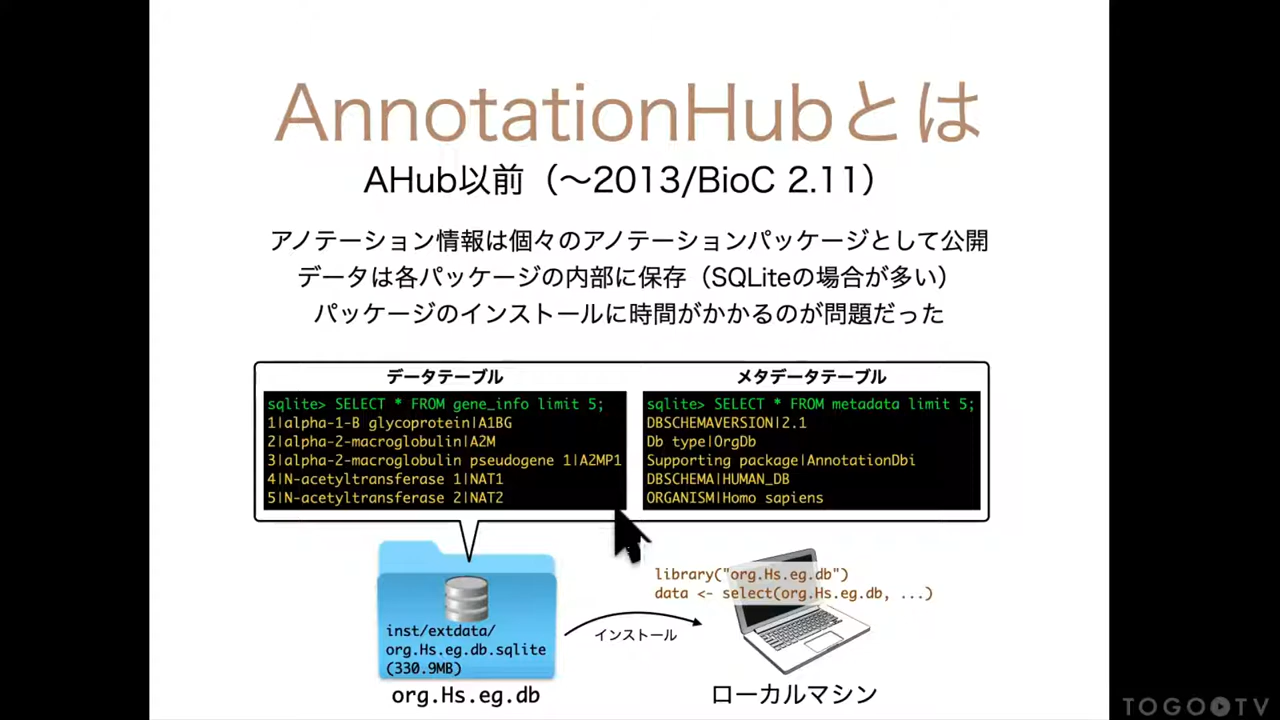 AnnotationHubとは
AHub以前（〜2013/BioC 2.11）
アノテーション情報は個々のアノテーションパッケージとして公開
データは各パッケージの内部に保存（SQLiteの場合が多い）
パッケージのインストールに時間がかかるのが問題だった
データテーブル
sqlite> SELECT * FROM gene_info limit 5;
1|alpha-1-B glycoprotein|A1BG
2|alpha-2-macroglobulin|A2M
3|alpha-2-macroglobulin pseudogene 1|A2MP1
4|N-acetyltransferase 1|NAT1
5|N-acetyltransferase 2|NAT2
メタデータテーブル
sqlite> SELECT * FROM metadata limit 5;
DBSCHEMAVERSION|2.1
Db type|OrgDb
Supporting package|AnnotationDbi
DBSCHEMA|HUMAN_DB
ORGANISM|Homo sapiens
inst/extdata/
org.Hs.eg.db.sqlite
(330.9MB)
org.Hs.eg.db
インストール
library("org.Hs.eg.db")
data <- select(org.Hs.eg.db, ...)
ローカルマシン
TOGOTV